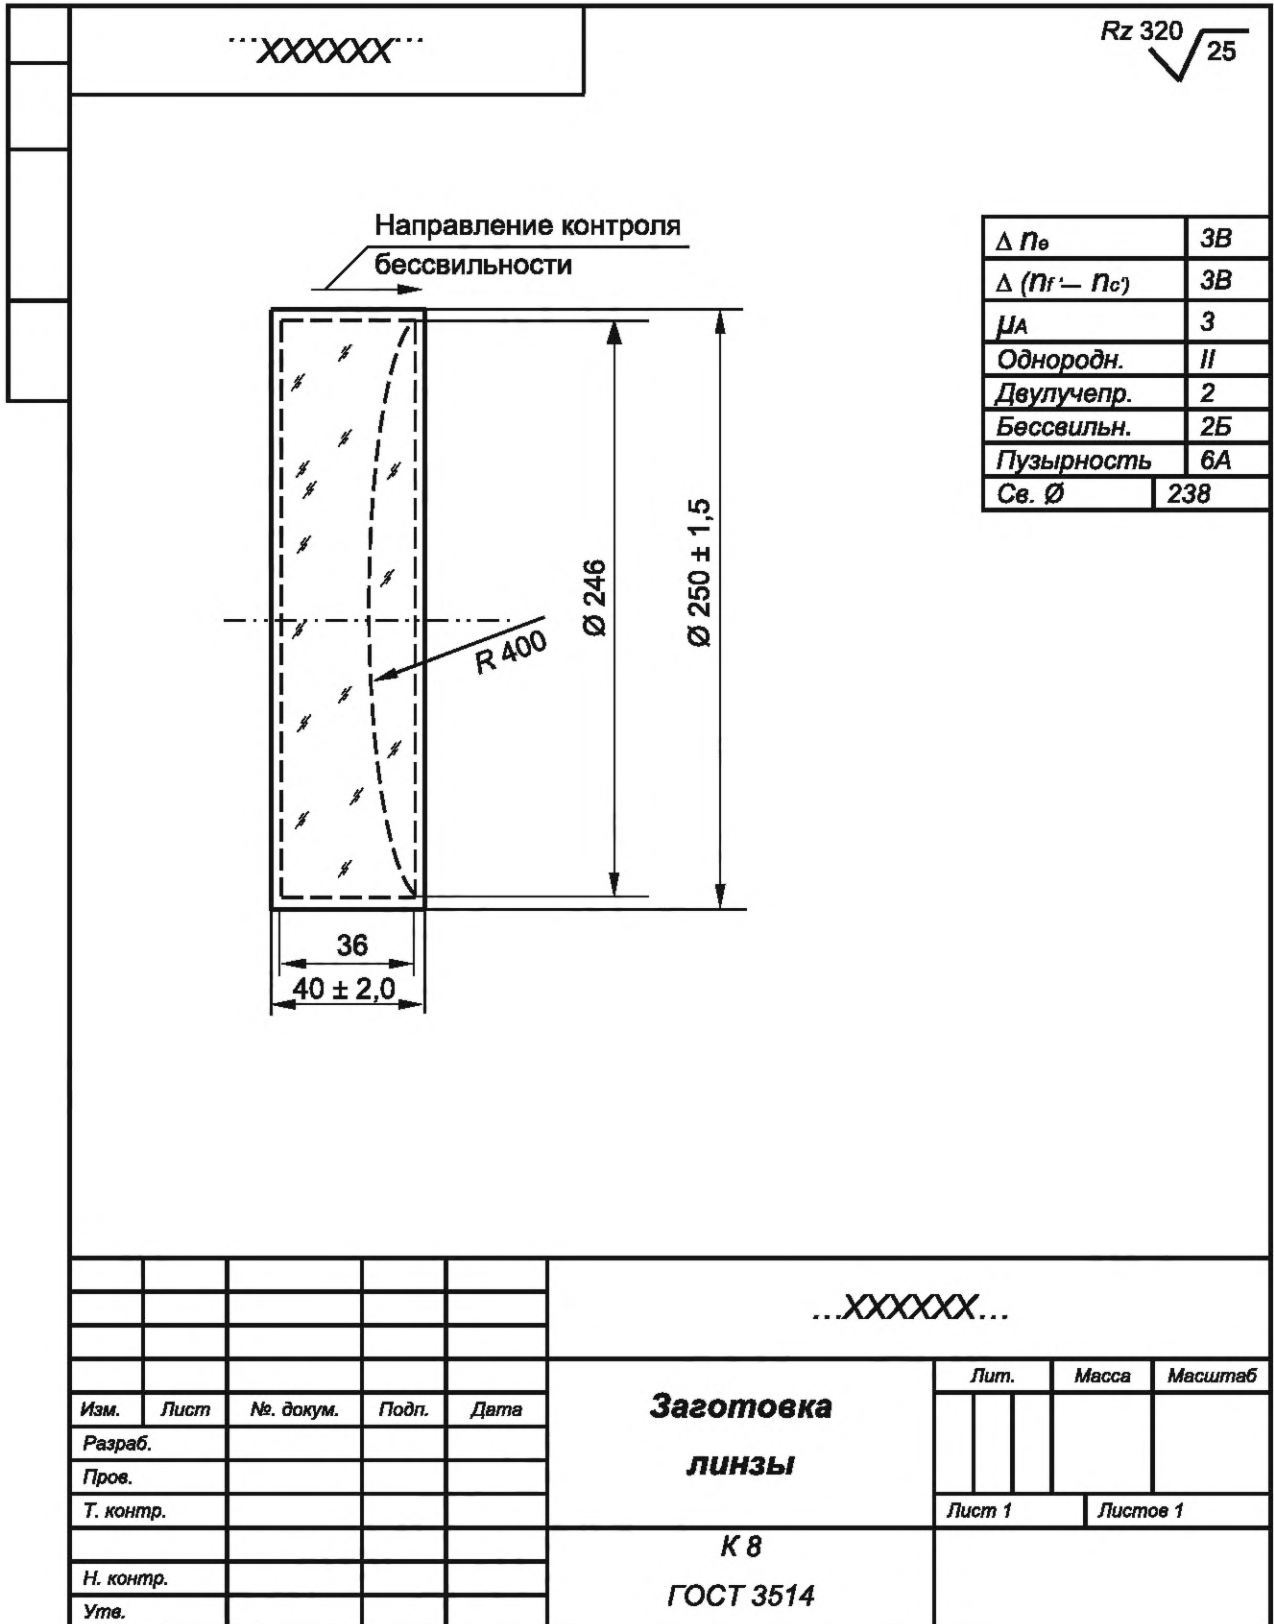 ...XXXXXX...
Rz 320
25
Направление контроля
бессвильности
Δ ne 3В
Δ (nf' — nc') 3В
μA 3
Однородн. II
Двулучепр. 2
Бессвильн. 2Б
Пузырность 6А
Св. Ø 238
R 400
Ø 246
Ø 250 ± 1,5
36
40 ± 2,0
...XXXXXX...
Лит. Масса Масштаб
Заготовка
линзы
Изм. Лист №. докум. Подп. Дата
Разраб.
Пров.
Т. контр.
Лист 1 Листов 1
К 8
ГОСТ 3514
Н. контр.
Утв.